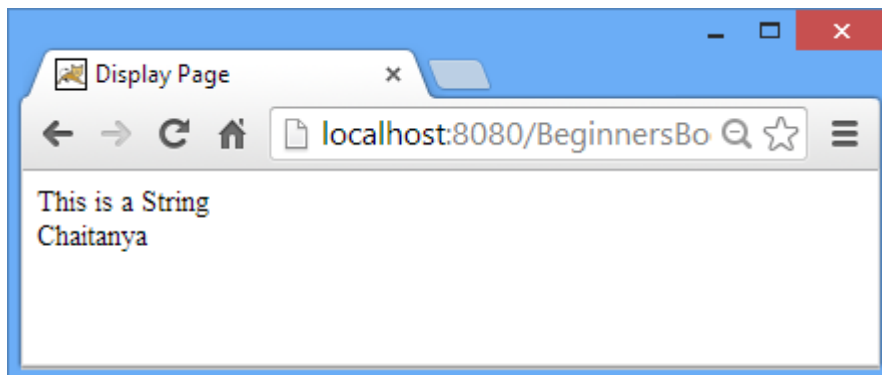 Display Page
localhost:8080/BeginnersBo
This is a String
Chaitanya